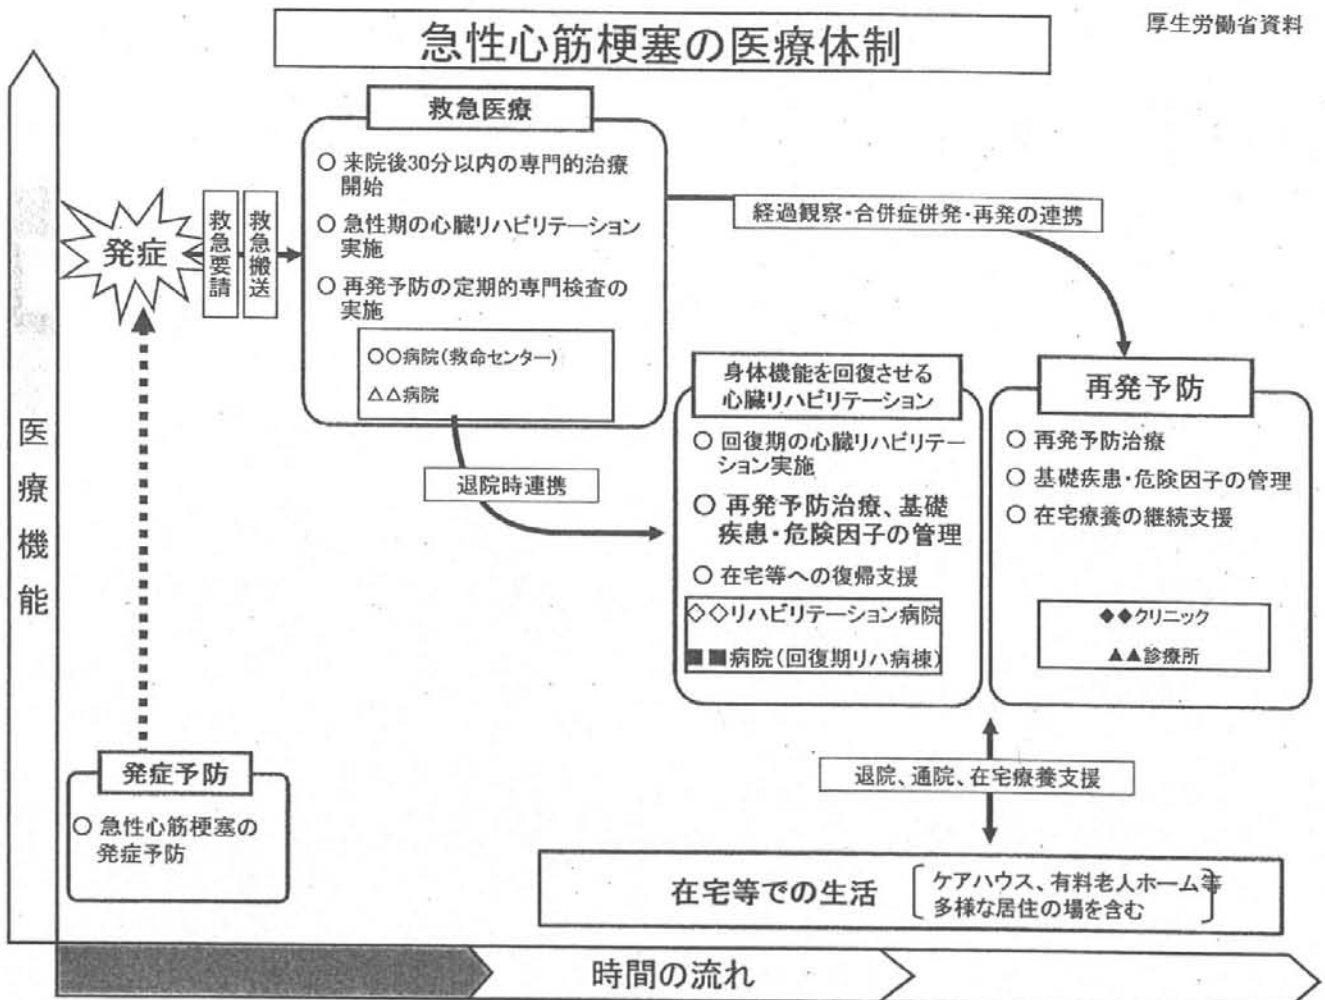 厚生労働省資料
急性心筋梗塞の医療体制
救急医療
○ 来院後30分以内の専門的治療
開始
○ 急性期の心臓リハビリテーション
実施
○ 再発予防の定期的専門検査の
実施
○○病院(救命センター)
△△病院
発症
救急要請
救急搬送
経過観察・合併症併発・再発の連携
退院時連携
身体機能を回復させる
心臓リハビリテーション
○ 回復期の心臓リハビリテー
ション実施
○ 再発予防治療、基礎
疾患・危険因子の管理
○ 在宅等への復帰支援
◇◇リハビリテーション病院
■■病院(回復期リハ病棟)
再発予防
○ 再発予防治療
○ 基礎疾患・危険因子の管理
○ 在宅療養の継続支援
◆◆クリニック
▲▲診療所
医療機能
発症予防
○ 急性心筋梗塞の
発症予防
退院、通院、在宅療養支援
在宅等での生活
ケアハウス、有料老人ホーム等
多様な居住の場を含む
時間の流れ